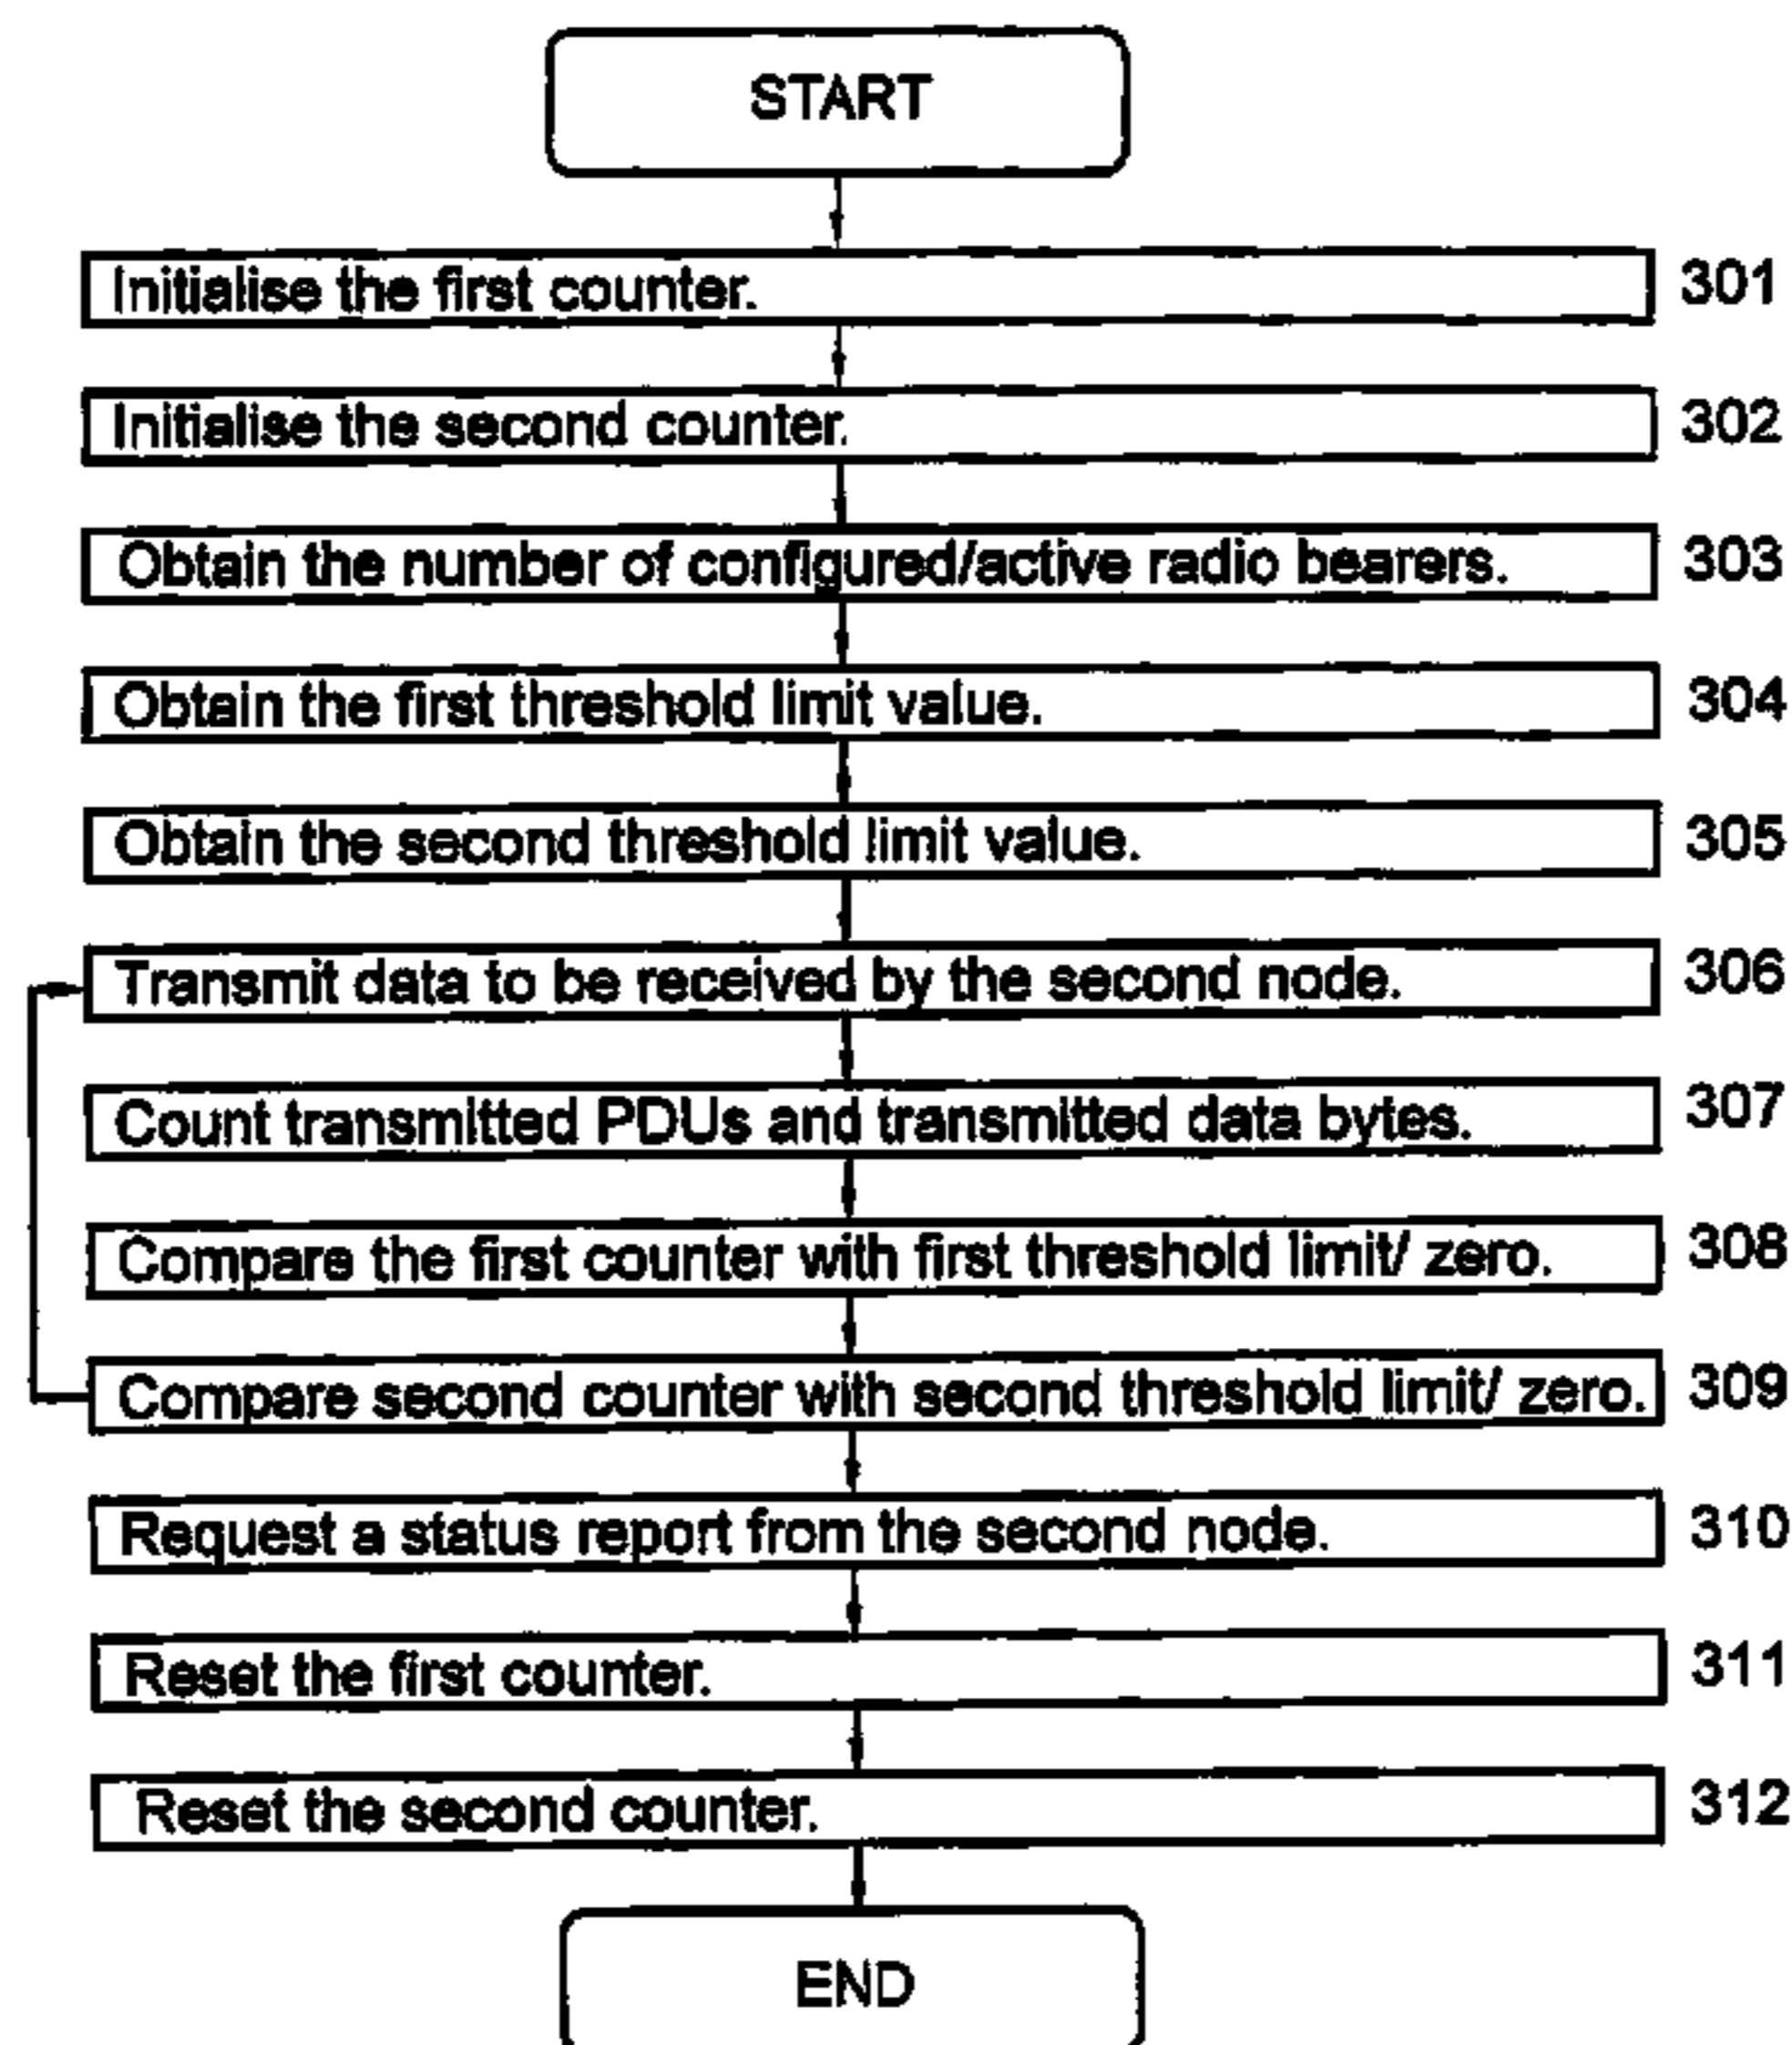 START
Initialise the first counter. 301
Initialise the second counter. 302
Obtain the number of configured/active radio bearers. 303
Obtain the first threshold limit value. 304
Obtain the second threshold limit value. 305
Transmit data to be received by the second node. 306
Count transmitted PDUs and transmitted data bytes. 307
Compare the first counter with first threshold limit/ zero. 308
Compare second counter with second threshold limit/ zero. 309
Request a status report from the second node. 310
Reset the first counter. 311
Reset the second counter. 312
END